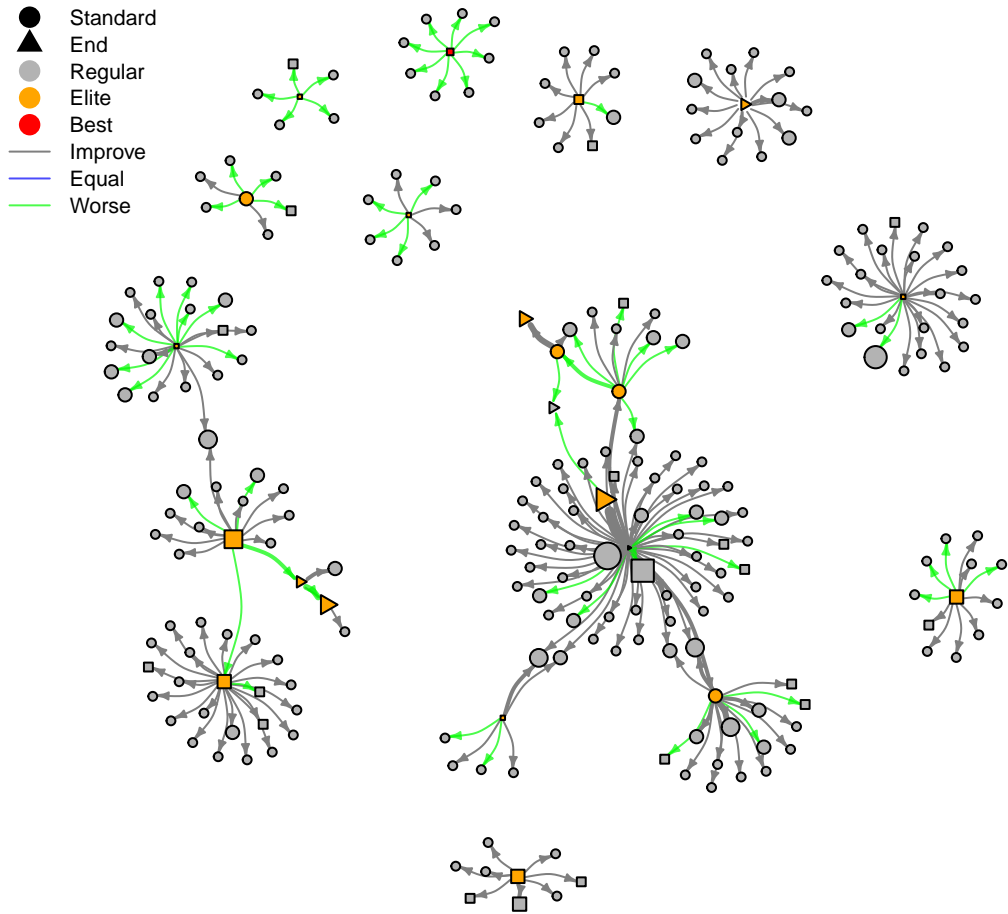 Standard
End
Regular
Elite
Best
Improve
Equal
Worse